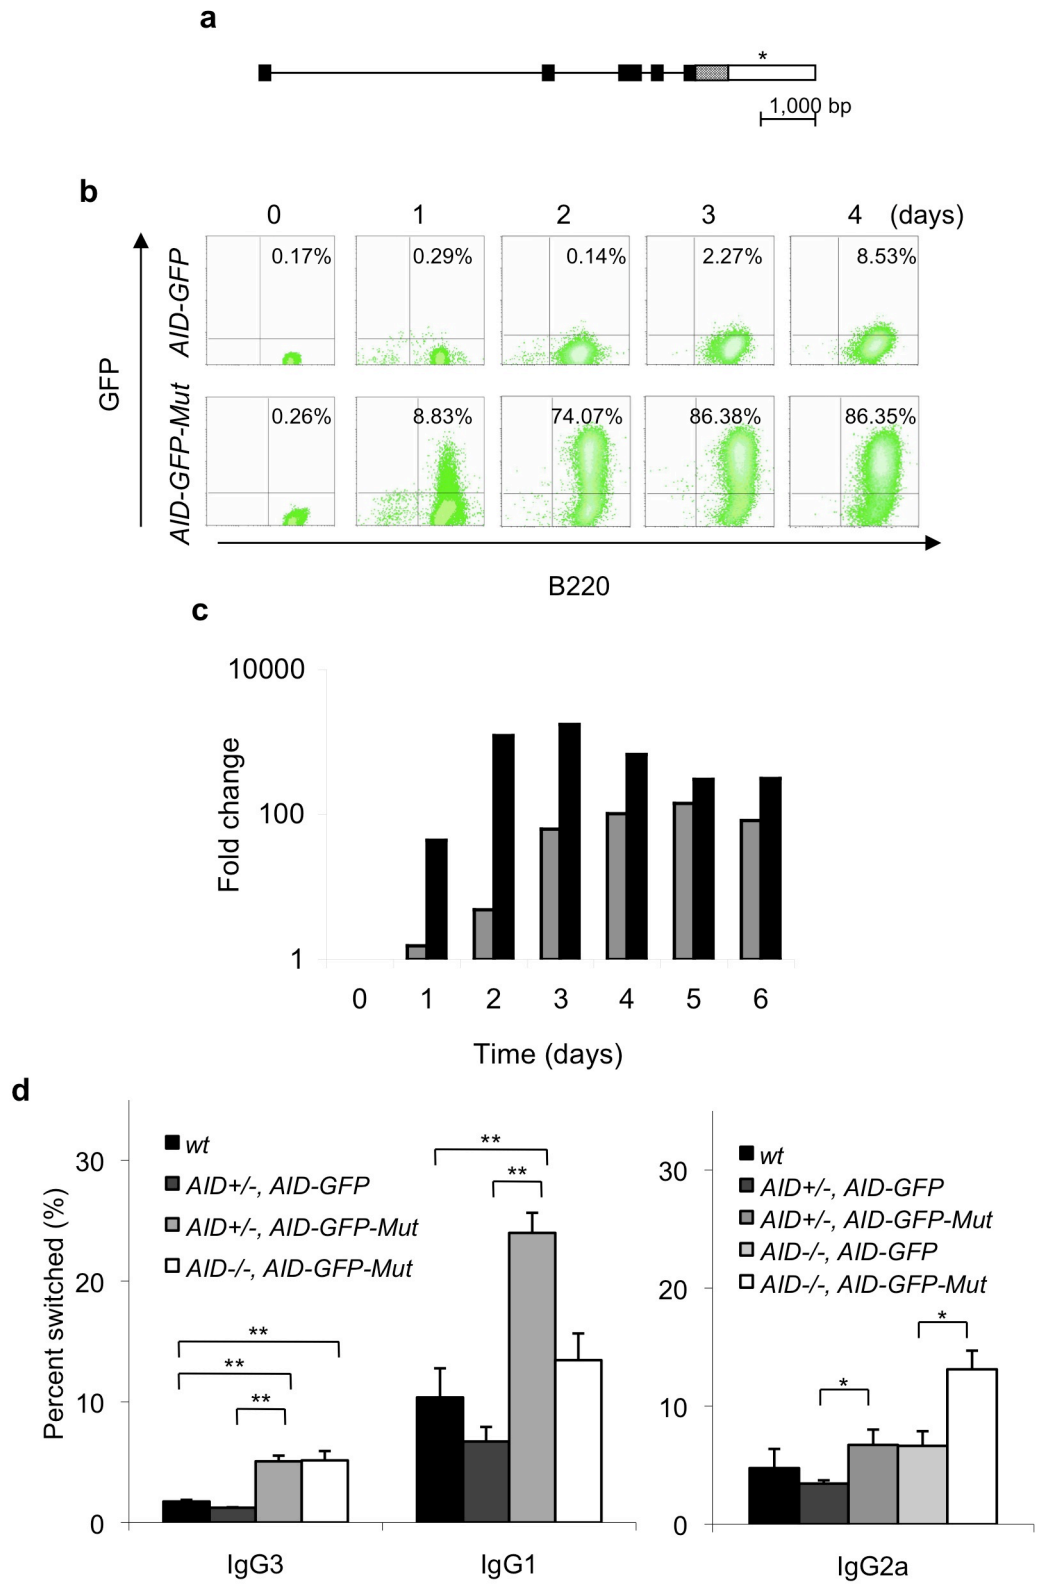 a
*
1,000 bp
b
0 1 2 3 4 (days)
AID-GFP
0.17% 0.29% 0.14% 2.27% 8.53%
GFP
AID-GFP-Mut
0.26% 8.83% 74.07% 86.38% 86.35%
B220
c
10000
100
1
Fold change
0 1 2 3 4 5 6
Time (days)
d
Percent switched (%)
30
20
10
0
wt
AID+/-, AID-GFP
AID+/-, AID-GFP-Mut
AID-/-, AID-GFP-Mut
**
**
**
**
**
IgG3 IgG1
30
20
10
0
wt
AID+/-, AID-GFP
AID+/-, AID-GFP-Mut
AID-/-, AID-GFP
AID-/-, AID-GFP-Mut
*
*
IgG2a